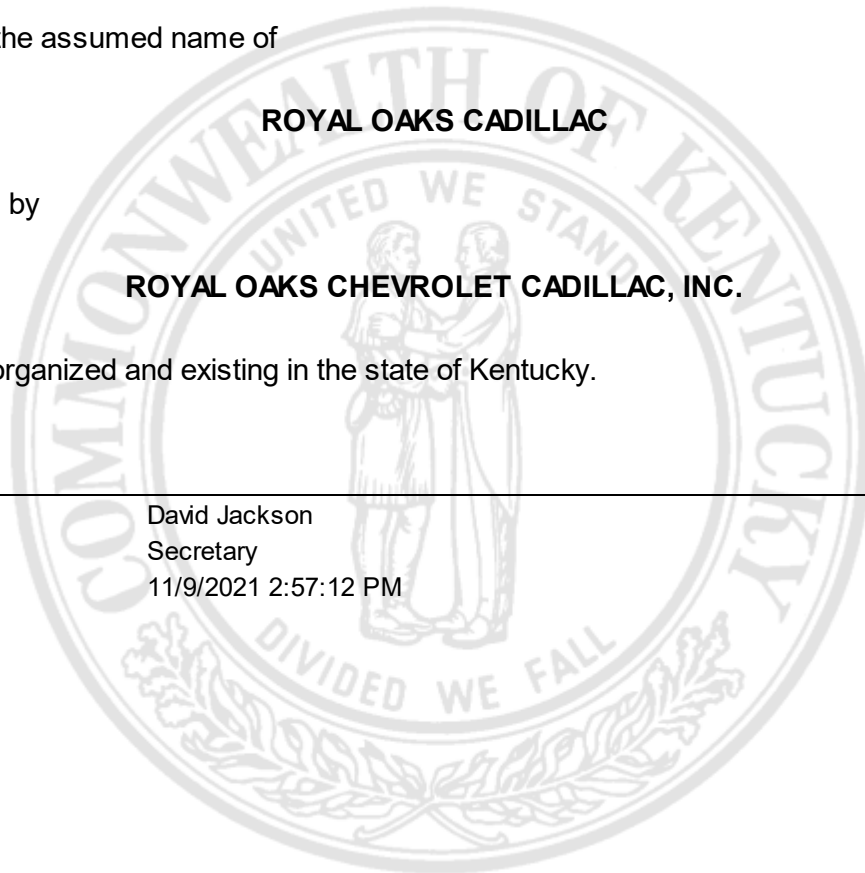 the assumed name of
ROYAL OAKS CADILLAC
by
ROYAL OAKS CHEVROLET CADILLAC, INC.
organized and existing in the state of Kentucky.
David Jackson
Secretary
11/9/2021 2:57:12 PM
COMMONWEALTH OF KENTUCKY
UNITED WE STAND
DIVIDED WE FALL